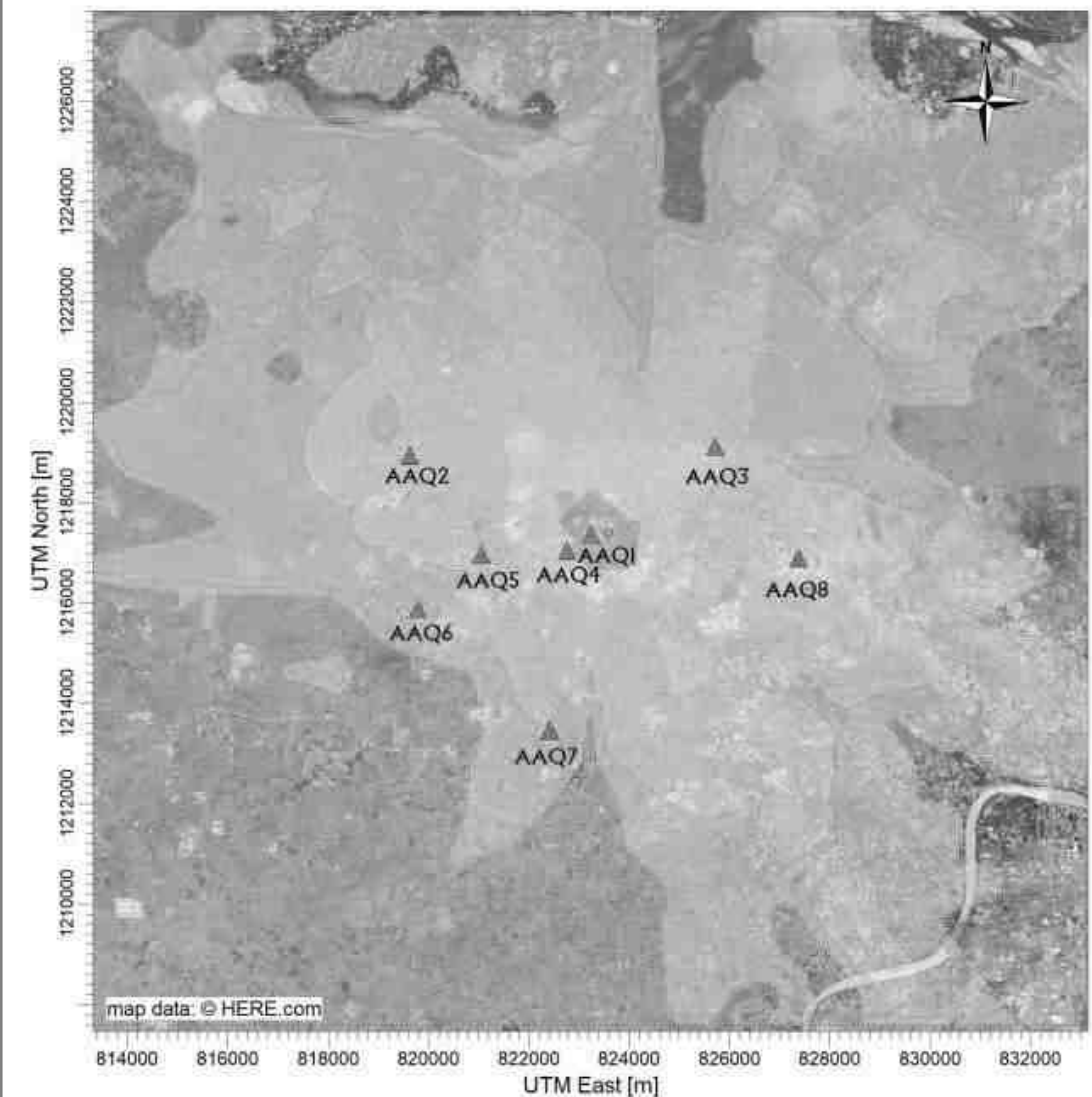 N
1226000
1224000
1222000
1220000
1218000
1216000
1214000
1212000
1210000
UTM North [m]
AAQ2
AAQ3
AAQ1
AAQ4
AAQ5
AAQ8
AAQ6
AAQ7
map data: © HERE.com
814000 816000 818000 820000 822000 824000 826000 828000 830000 832000
UTM East [m]